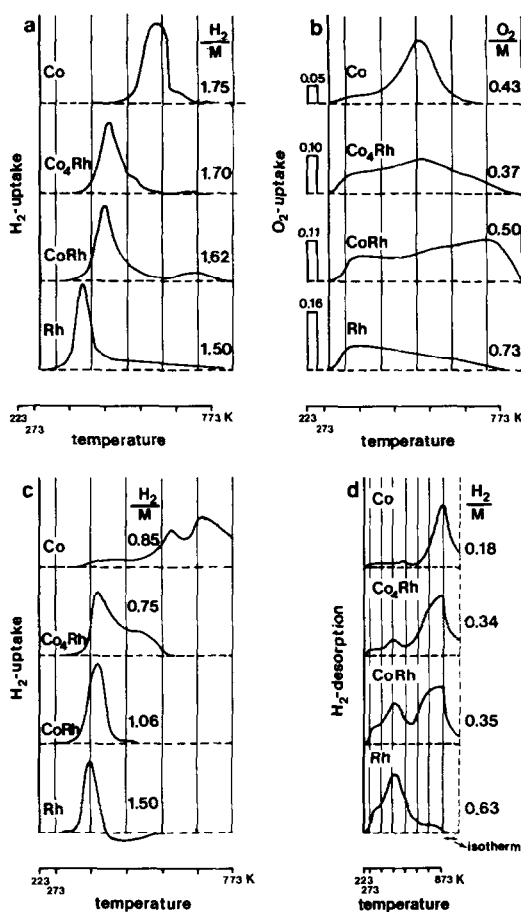 a
H₂
M
Co
1.75
Co₄Rh
1.70
CoRh
1.62
Rh
1.50
H₂-uptake
223
273
773 K
temperature
b
O₂
M
0.05
Co
0.43
0.10
Co₄Rh
0.37
0.11
CoRh
0.50
0.16
Rh
0.73
O₂-uptake
223
273
773 K
temperature
c
H₂
M
Co
0.85
Co₄Rh
0.75
CoRh
1.06
Rh
1.50
H₂-uptake
223
273
773 K
temperature
d
H₂
M
Co
0.18
Co₄Rh
0.34
CoRh
0.35
Rh
0.63
isotherm
H₂-desorption
223
273
873 K
temperature